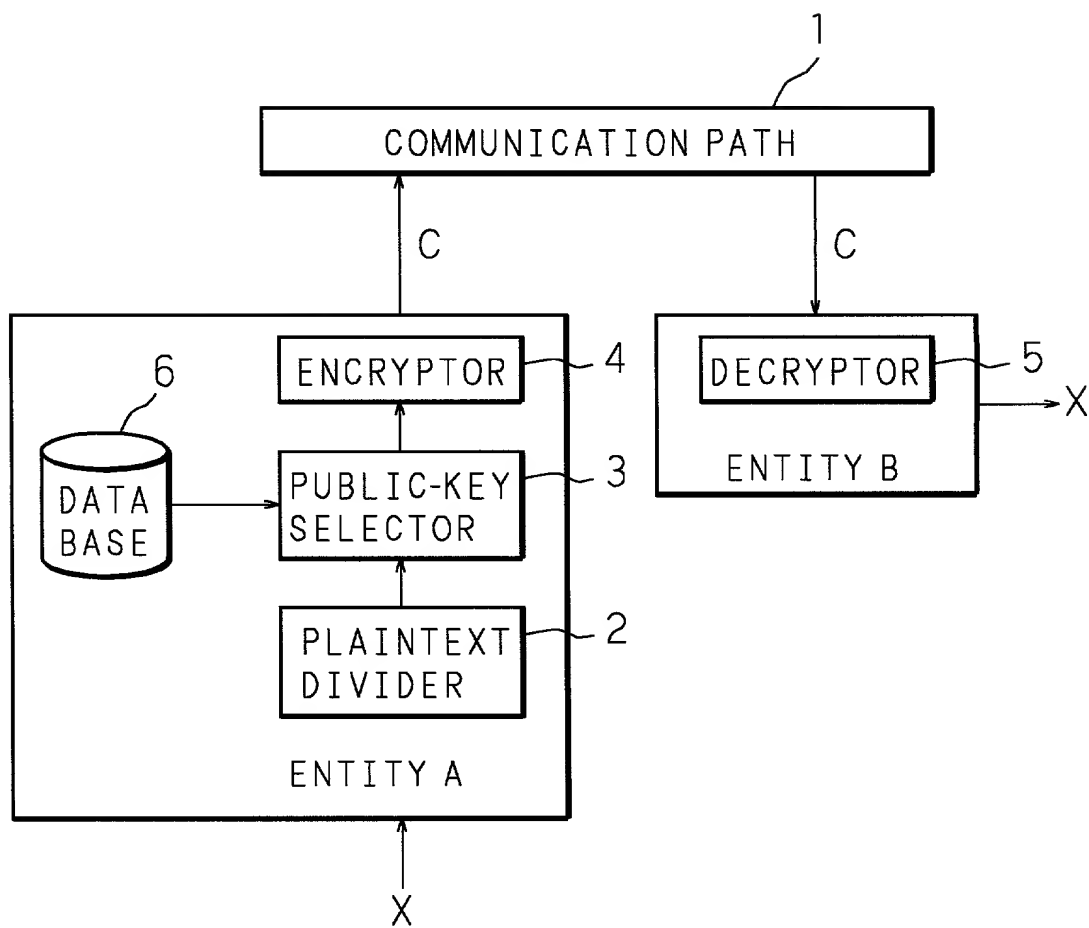 1
COMMUNICATION PATH
C
C
ENCRYPTOR
4
DECRYPTOR
5
X
6
ENTITY B
DATA
BASE
PUBLIC-KEY
SELECTOR
3
PLAINTEXT
DIVIDER
2
ENTITY A
X